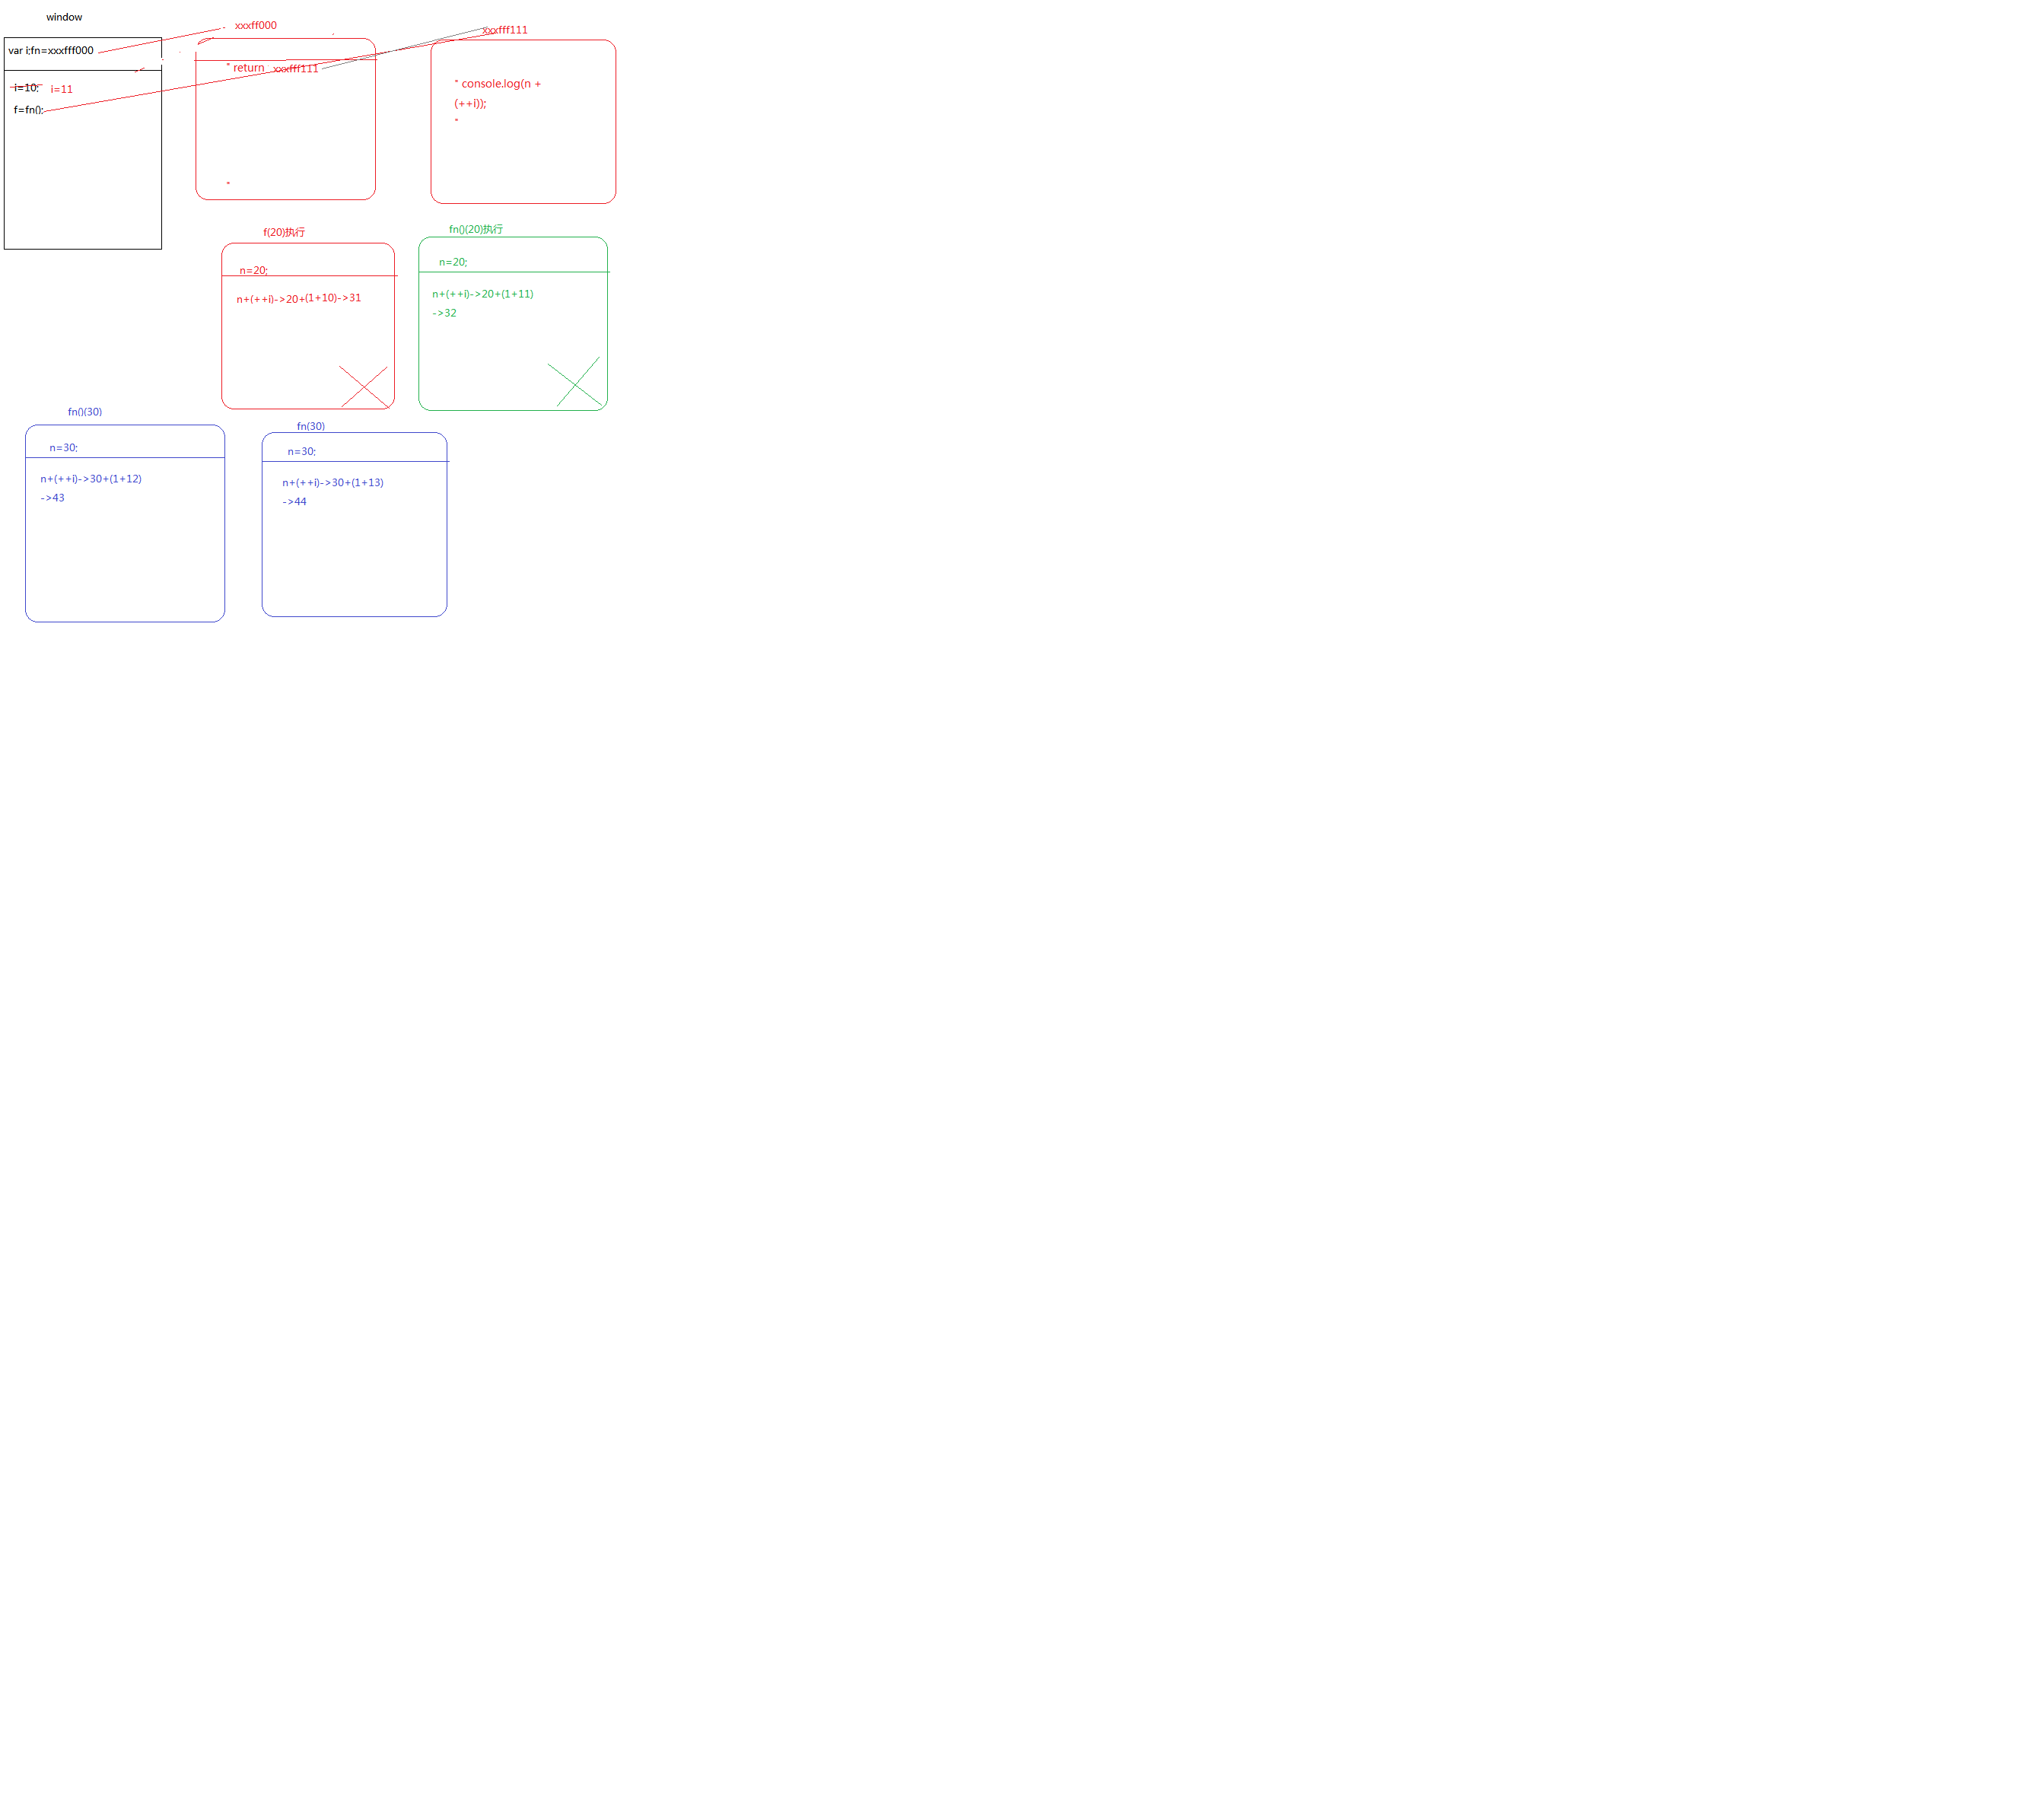 window
xxxff000
xxxfff111
var i;fn=xxxfff000
" return xxxfff111
i=10; i=11
f=fn();
"
" console.log(n +
(++i));
"
f(20)执行
n=20;
n+(++i)->20+(1+10)->31
fn()(20)执行
n=20;
n+(++i)->20+(1+11)
->32
fn()(30)
n=30;
n+(++i)->30+(1+12)
->43
fn(30)
n=30;
n+(++i)->30+(1+13)
->44